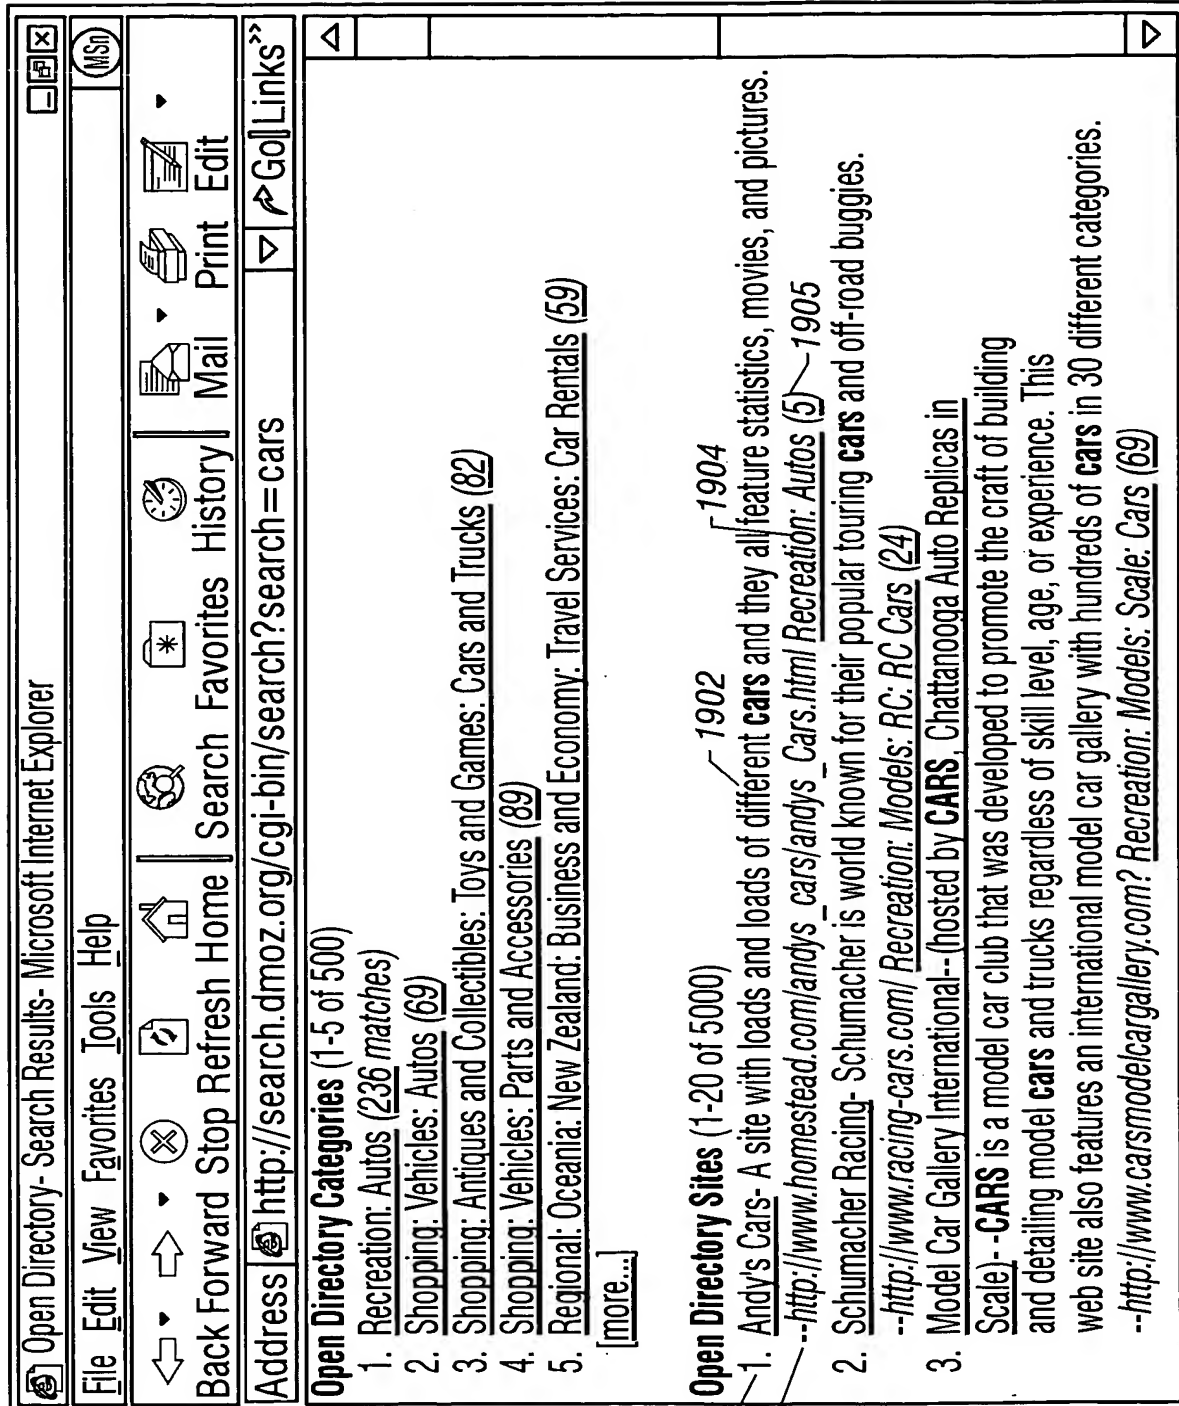 Open Directory- Search Results- Microsoft Internet Explorer
File Edit View Favorites Tools Help
MSn
Back Forward Stop Refresh Home Search Favorites History Mail Print Edit
Address http://search.dmoz.org/cgi-bin/search?search=cars Go Links »
Open Directory Categories (1-5 of 500)
1. Recreation: Autos (236 matches)
2. Shopping: Vehicles: Autos (69)
3. Shopping: Antiques and Collectibles: Toys and Games: Cars and Trucks (82)
4. Shopping: Vehicles: Parts and Accessories (89)
5. Regional: Oceania: New Zealand: Business and Economy: Travel Services: Car Rentals (59)
[more...]
1902
1904
Open Directory Sites (1-20 of 5000)
1. Andy's Cars- A site with loads and loads of different cars and they all feature statistics, movies, and pictures.
--http://www.homestead.com/andys_cars/andys_Cars.html Recreation: Autos (5) 1905
2. Schumacher Racing- Schumacher is world known for their popular touring cars and off-road buggies.
--http://www.racing-cars.com/ Recreation: Models: RC: RC Cars (24)
3. Model Car Gallery International-- (hosted by CARS, Chattanooga Auto Replicas in
Scale) --CARS is a model car club that was developed to promote the craft of building
and detailing model cars and trucks regardless of skill level, age, or experience. This
web site also features an international model car gallery with hundreds of cars in 30 different categories.
--http://www.carsmodelcargallery.com? Recreation: Models: Scale: Cars (69)